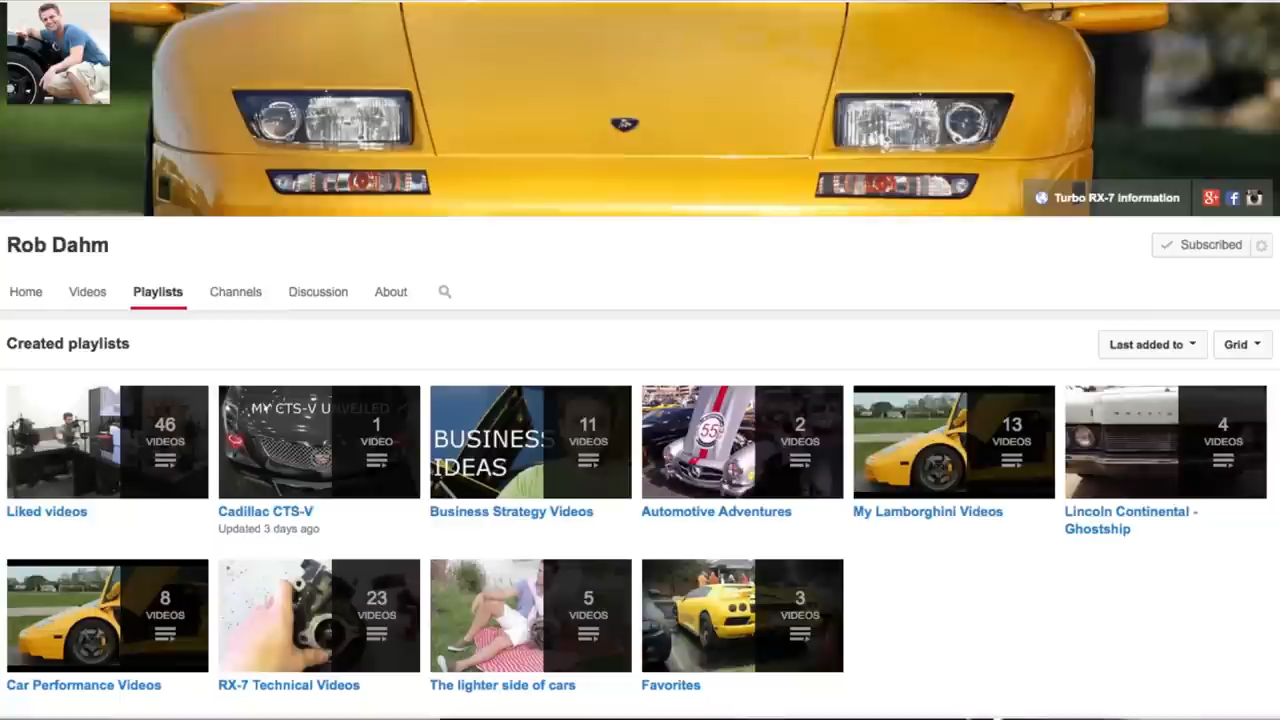 Turbo RX-7 Information
Rob Dahm
Subscribed
Home Videos Playlists Channels Discussion About
Created playlists
Last added to Grid
46 VIDEOS
MY CTS-V UNVEILED
1 VIDEO
BUSINESS
IDEAS
11 VIDEOS
55
2 VIDEOS
13 VIDEOS
4 VIDEOS
Liked videos
Cadillac CTS-V
Updated 3 days ago
Business Strategy Videos
Automotive Adventures
My Lamborghini Videos
Lincoln Continental -
Ghostship
8 VIDEOS
23 VIDEOS
5 VIDEOS
3 VIDEOS
Car Performance Videos
RX-7 Technical Videos
The lighter side of cars
Favorites